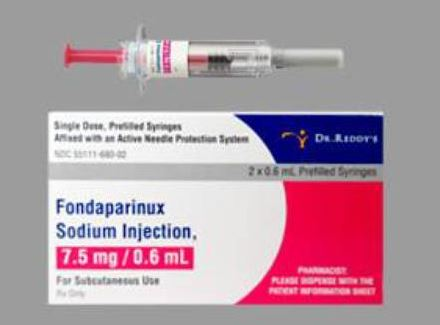 Single Dose, Prefilled Syringes
Affixed with an Active Needle Protection System
NDC 55111-680-02
DR.REDDY'S
2 x 0.6 mL Prefilled Syringes
Fondaparinux
Sodium Injection,
7.5 mg / 0.6 mL
For Subcutaneous Use
Rx Only
PHARMACIST:
PLEASE DISPENSE WITH THE
PATIENT INFORMATION SHEET